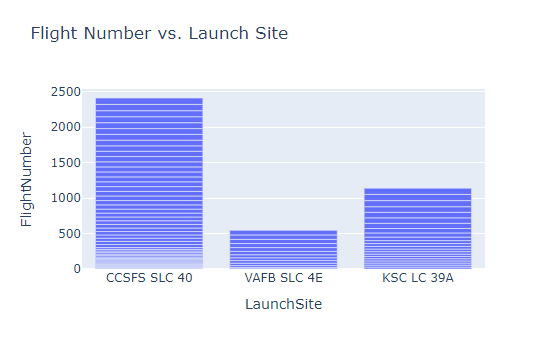 Flight Number vs. Launch Site
FlightNumber
2500
2000
1500
1000
500
0
CCSFS SLC 40 VAFB SLC 4E KSC LC 39A
LaunchSite